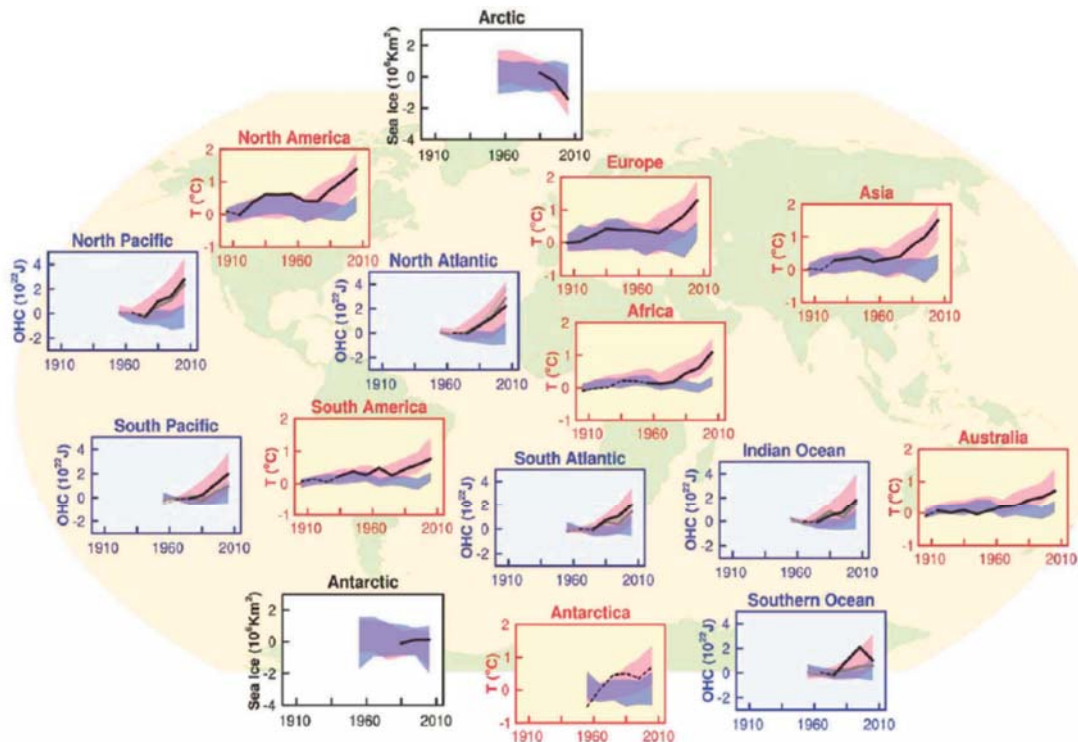 Arctic
Sea Ice (10⁶Km²)
2
0
-2
-4
1910 1960 2010
North America
T (°C)
2
1
0
-1
1910 1960 2010
Europe
T (°C)
2
1
0
-1
1910 1960 2010
Asia
T (°C)
2
1
0
-1
1910 1960 2010
North Pacific
OHC (10²²J)
4
2
0
-2
1910 1960 2010
North Atlantic
OHC (10²²J)
4
2
0
-2
1910 1960 2010
Africa
T (°C)
2
1
0
-1
1910 1960 2010
South Pacific
OHC (10²²J)
4
2
0
-2
1910 1960 2010
South America
T (°C)
2
1
0
-1
1910 1960 2010
South Atlantic
OHC (10²²J)
4
2
0
-2
1910 1960 2010
Indian Ocean
OHC (10²²J)
4
2
0
-2
1910 1960 2010
Australia
T (°C)
2
1
0
-1
1910 1960 2010
Antarctic
Sea Ice (10⁶Km²)
2
0
-2
-4
1910 1960 2010
Antarctica
T (°C)
2
1
0
-1
1910 1960 2010
Southern Ocean
OHC (10²²J)
4
2
0
-2
1910 1960 2010